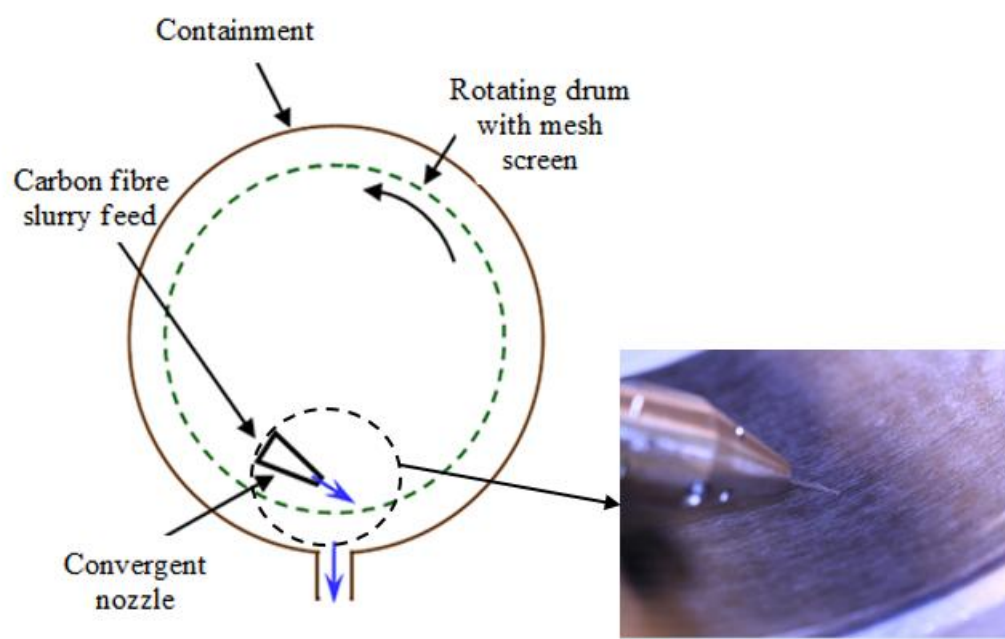 Containment
Rotating drum
with mesh
screen
Carbon fibre
slurry feed
Convergent
nozzle